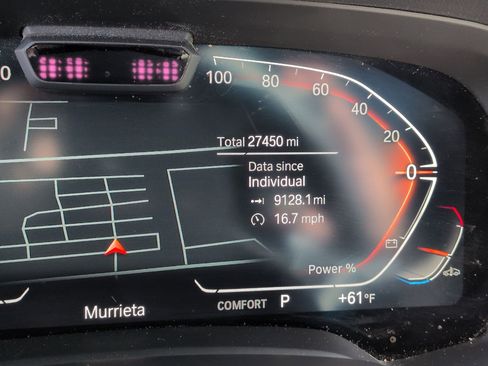 0
100
80
60
40
20
0
Total 27450 mi
Data since
Individual
9128.1 mi
16.7 mph
Power %
Murrieta
COMFORT P +61°F